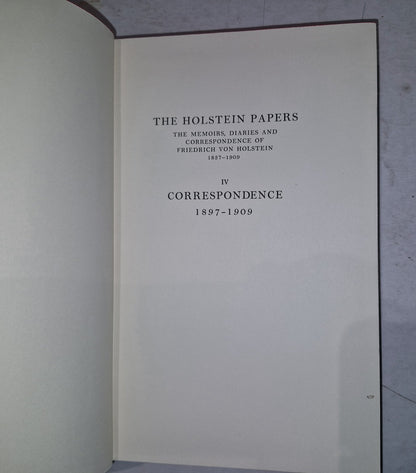 THE HOLSTEIN PAPERS
THE MEMOIRS, DIARIES AND
CORRESPONDENCE OF
FRIEDRICH VON HOLSTEIN
1837-1909
IV
CORRESPONDENCE
1897-1909